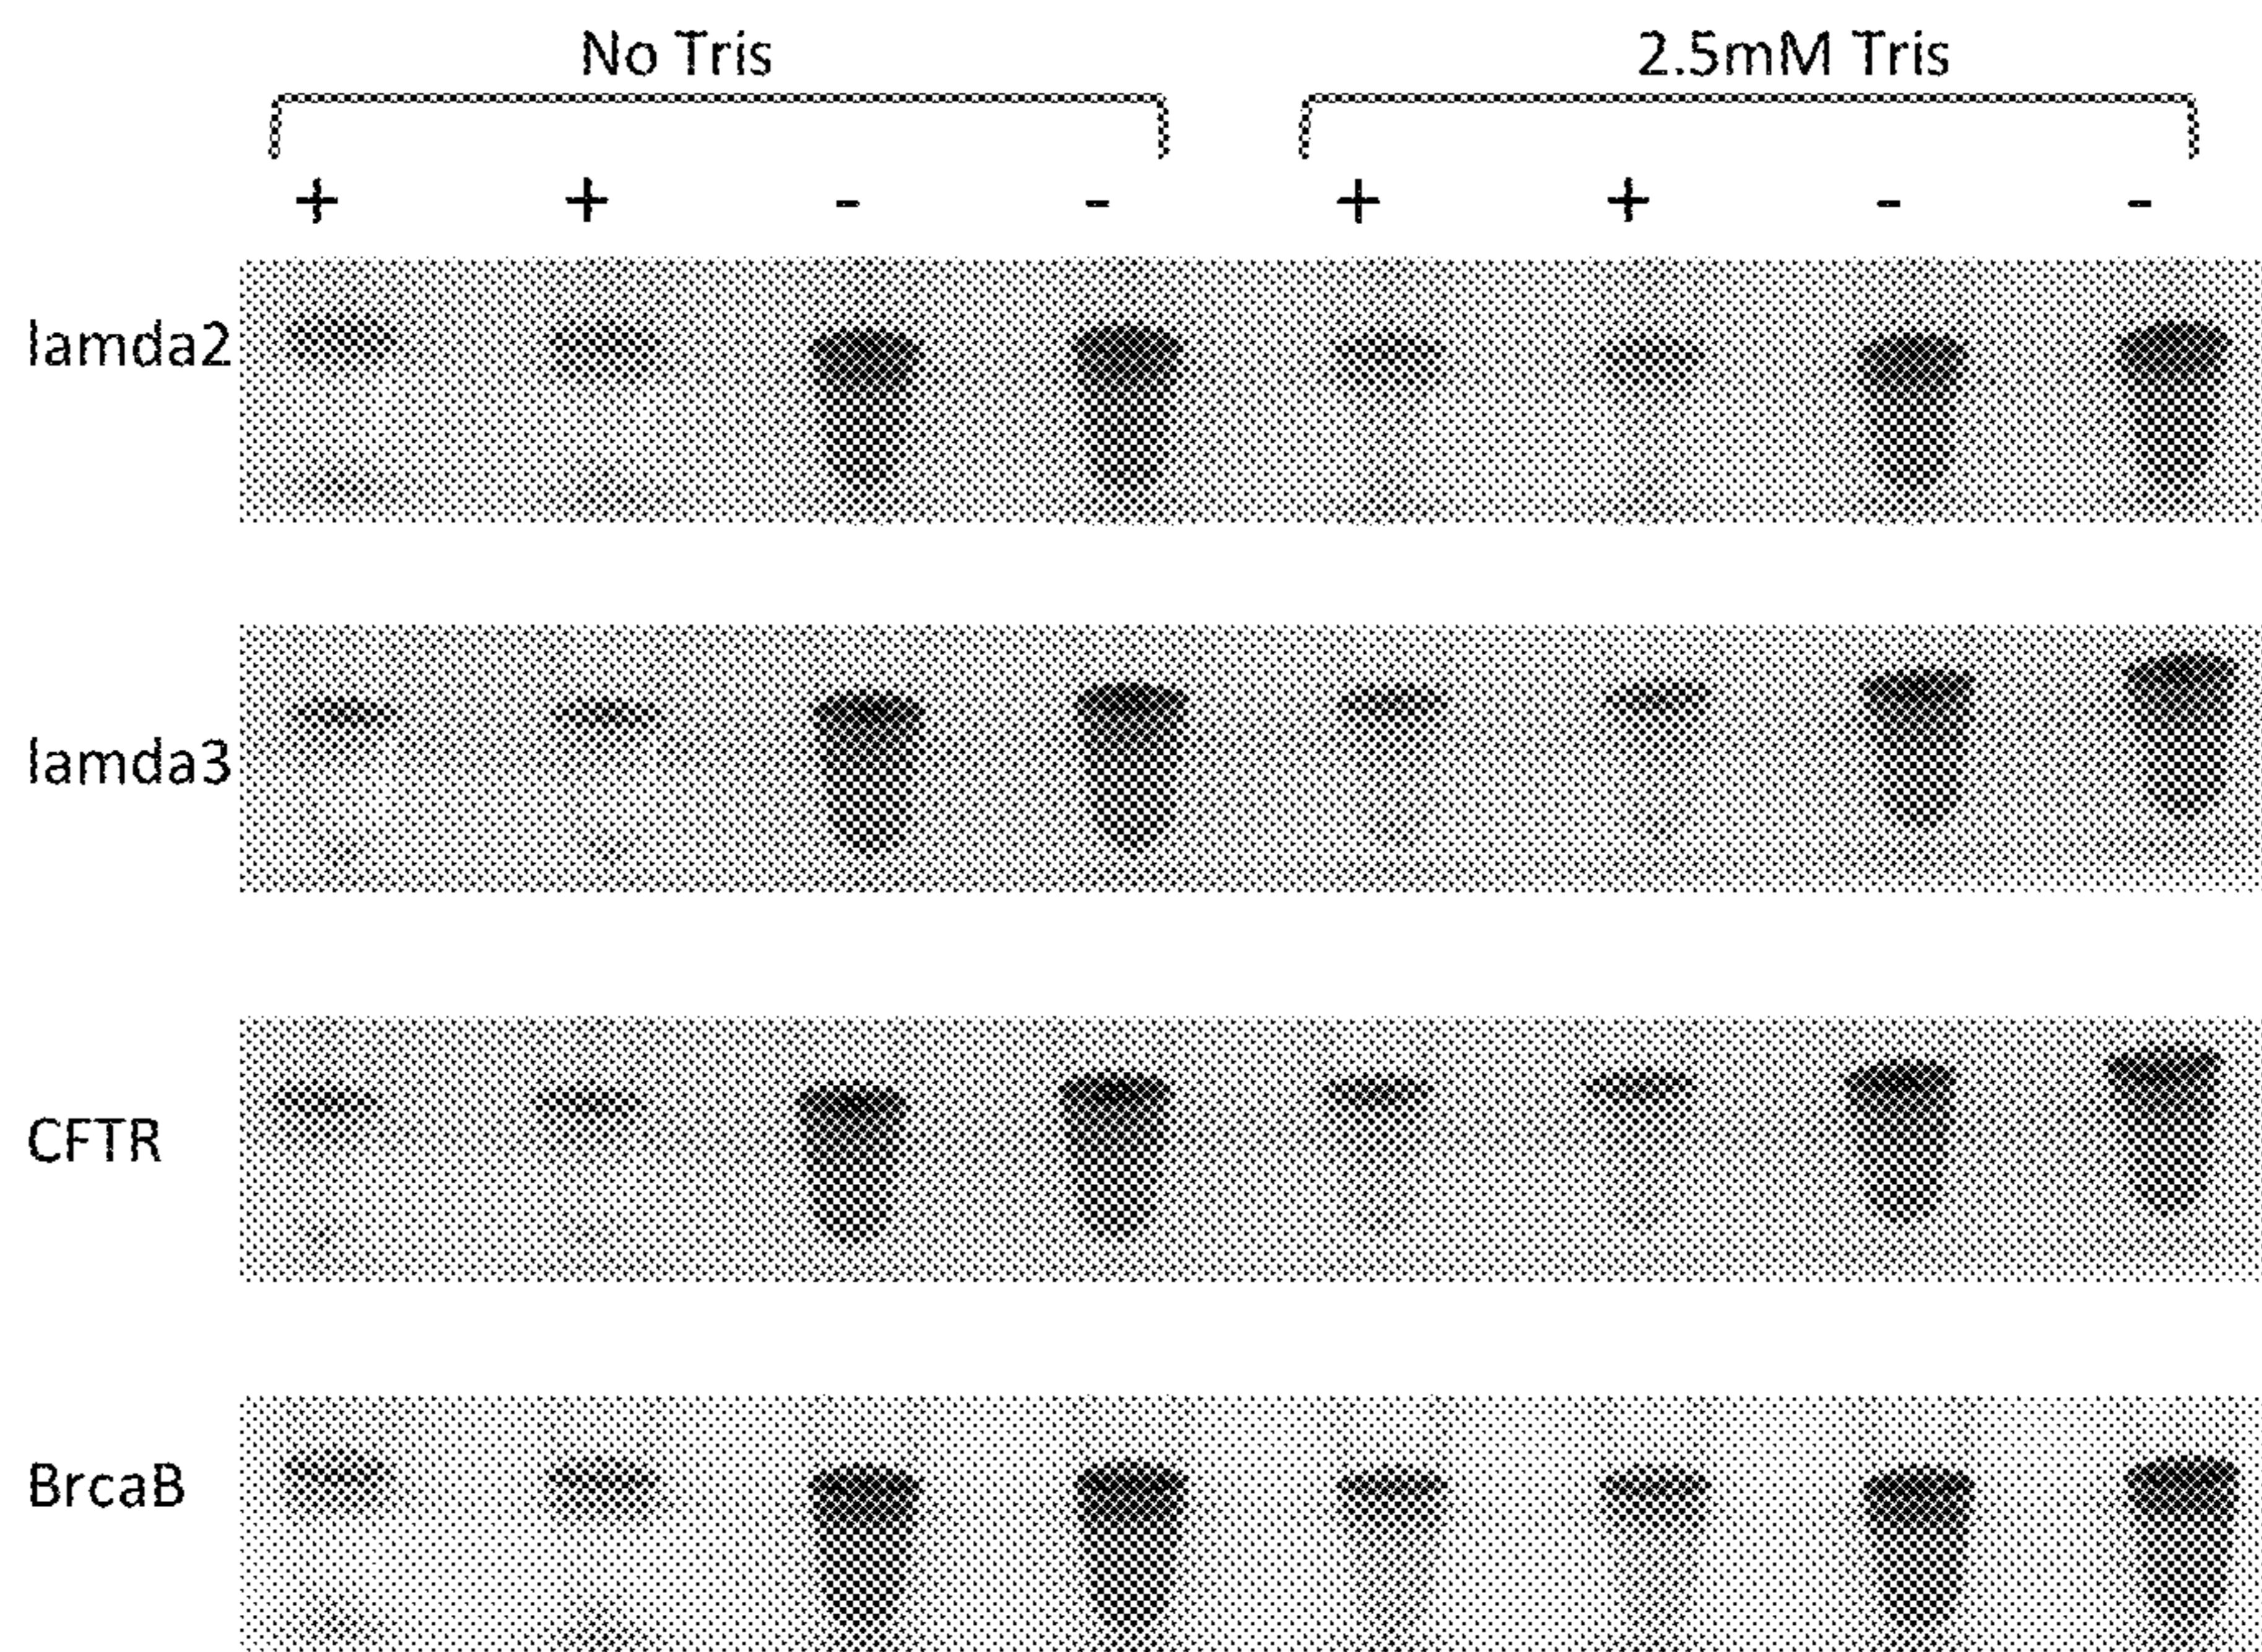 No Tris 2.5mM Tris
+ + - - + + - -
lamda2
lamda3
CFTR
BrcaB